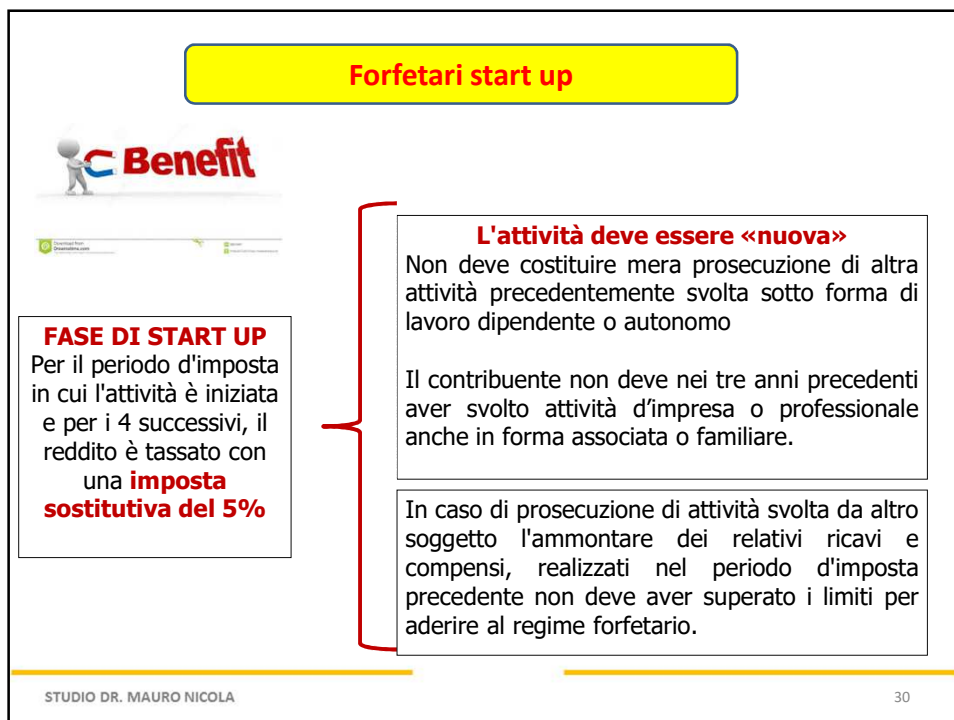 Forfetari start up
Benefit
Download from
Dreamstime.com
FASE DI START UP
Per il periodo d'imposta
in cui l'attività è iniziata
e per i 4 successivi, il
reddito è tassato con
una imposta
sostitutiva del 5%
L'attività deve essere «nuova»
Non deve costituire mera prosecuzione di altra
attività precedentemente svolta sotto forma di
lavoro dipendente o autonomo
Il contribuente non deve nei tre anni precedenti
aver svolto attività d’impresa o professionale
anche in forma associata o familiare.
In caso di prosecuzione di attività svolta da altro
soggetto l'ammontare dei relativi ricavi e
compensi, realizzati nel periodo d'imposta
precedente non deve aver superato i limiti per
aderire al regime forfetario.
STUDIO DR. MAURO NICOLA
30